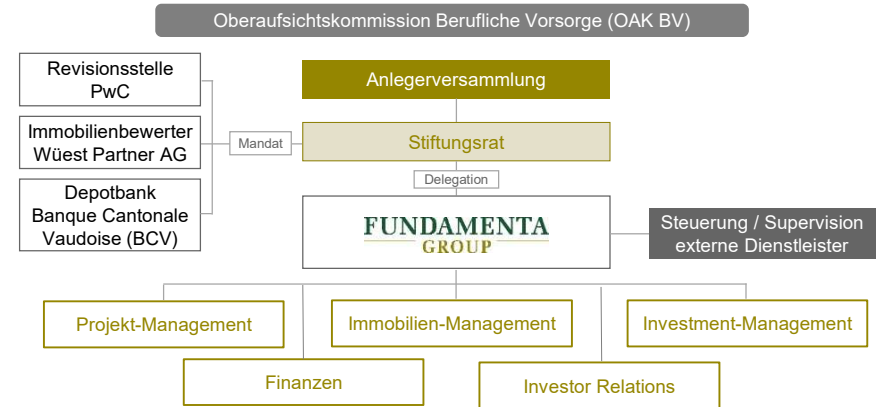 Oberaufsichtskommission Berufliche Vorsorge (OAK BV)
Revisionsstelle
PwC
Anlegerversammlung
Immobilienbewerter
Wüest Partner AG
Mandat
Stiftungsrat
Delegation
Depotbank
Banque Cantonale
Vaudoise (BCV)
FUNDAMENTA
GROUP
Steuerung / Supervision
externe Dienstleister
Projekt-Management
Immobilien-Management
Investment-Management
Finanzen
Investor Relations